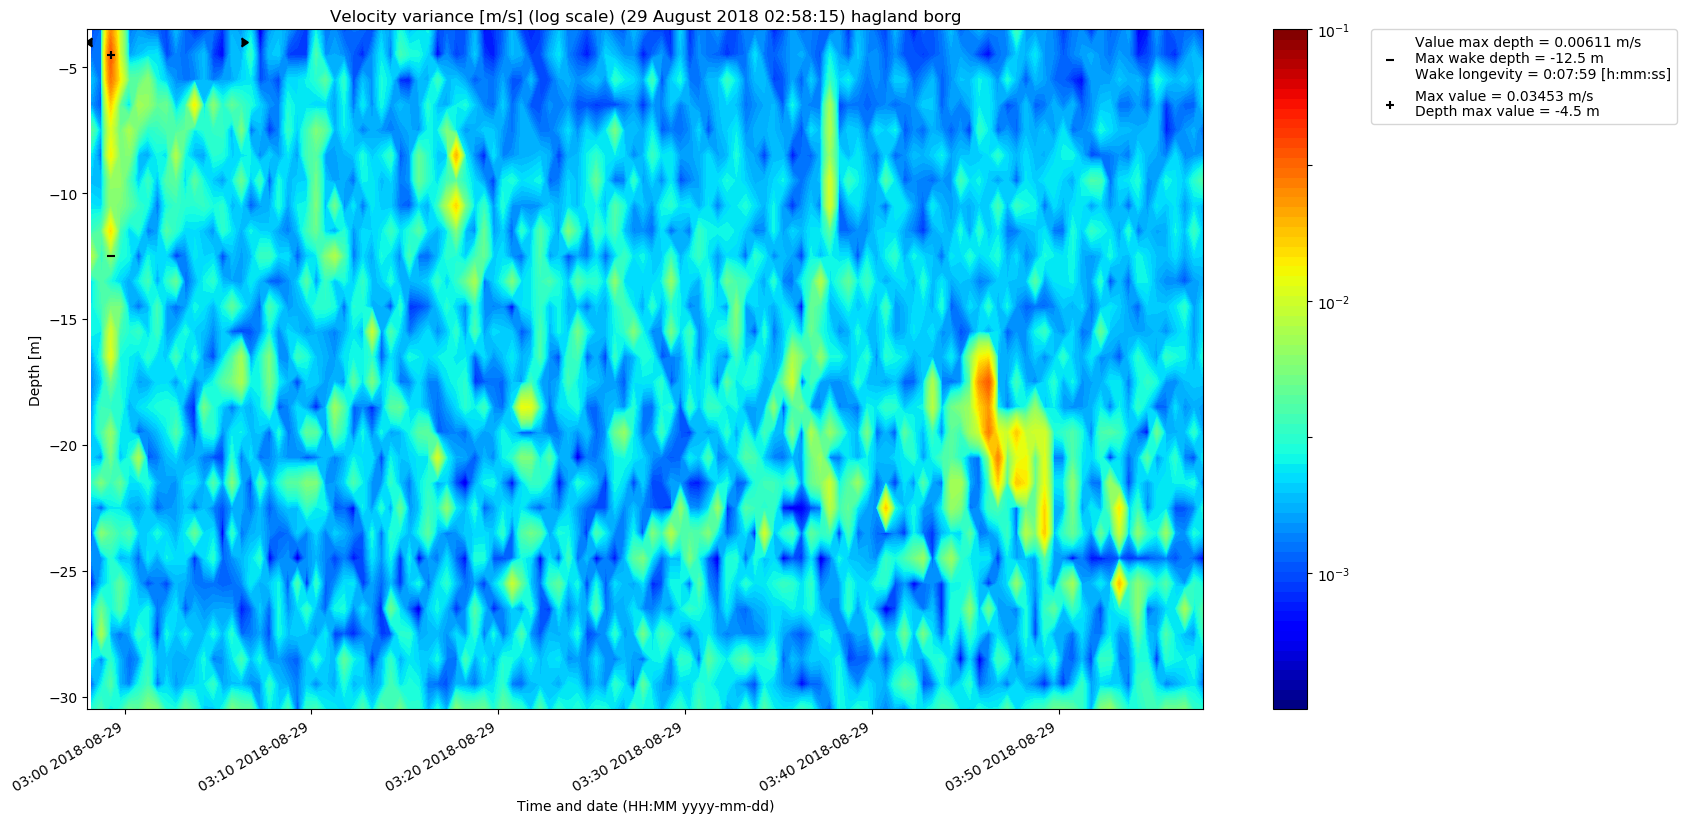 Velocity variance [m/s] (log scale) (29 August 2018 02:58:15) hagland borg
Value max depth = 0.00611 m/s
Max wake depth = -12.5 m
Wake longevity = 0:07:59 [h:mm:ss]
Max value = 0.03453 m/s
Depth max value = -4.5 m
Depth [m]
−5
−10
−15
−20
−25
−30
10⁻¹
10⁻²
10⁻³
03:00 2018-08-29
03:10 2018-08-29
03:20 2018-08-29
03:30 2018-08-29
03:40 2018-08-29
03:50 2018-08-29
Time and date (HH:MM yyyy-mm-dd)